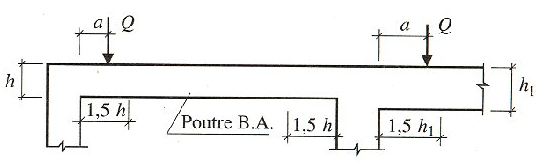 a Q a Q
h h₁
1,5 h Poutre B.A. 1,5 h 1,5 h₁